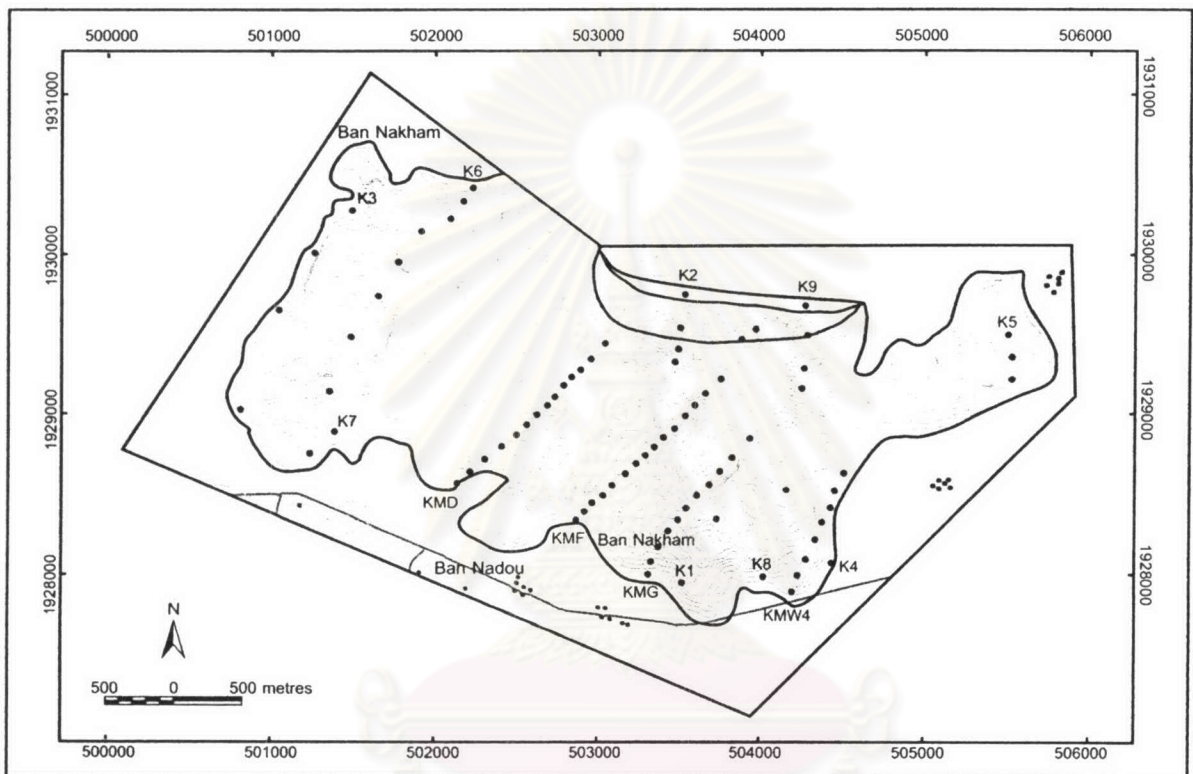 500000 501000 502000 503000 504000 505000 506000
1931000
1931000
Ban Nakham
K6
K3
1930000
1930000
K2
K9
K5
1929000
1929000
K7
KMD
KMF
Ban Nakham
1928000
Ban Nadou
KMG
K1
K8
K4
1928000
KMW4
N
500 0 500 metres
500000 501000 502000 503000 504000 505000 506000